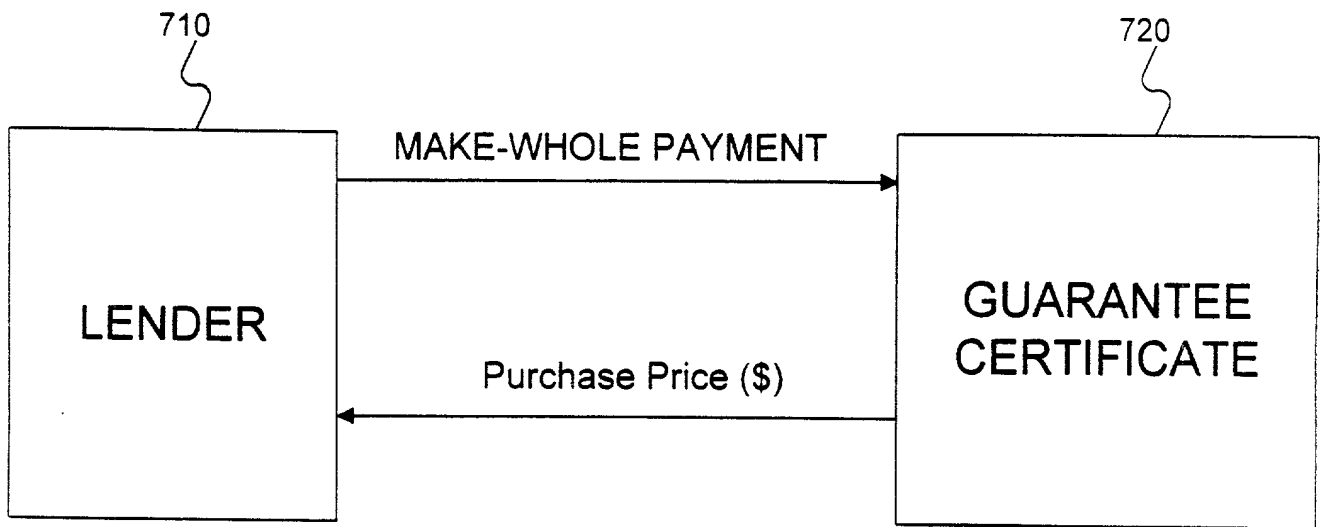 710
720
MAKE-WHOLE PAYMENT
LENDER
GUARANTEE
CERTIFICATE
Purchase Price ($)